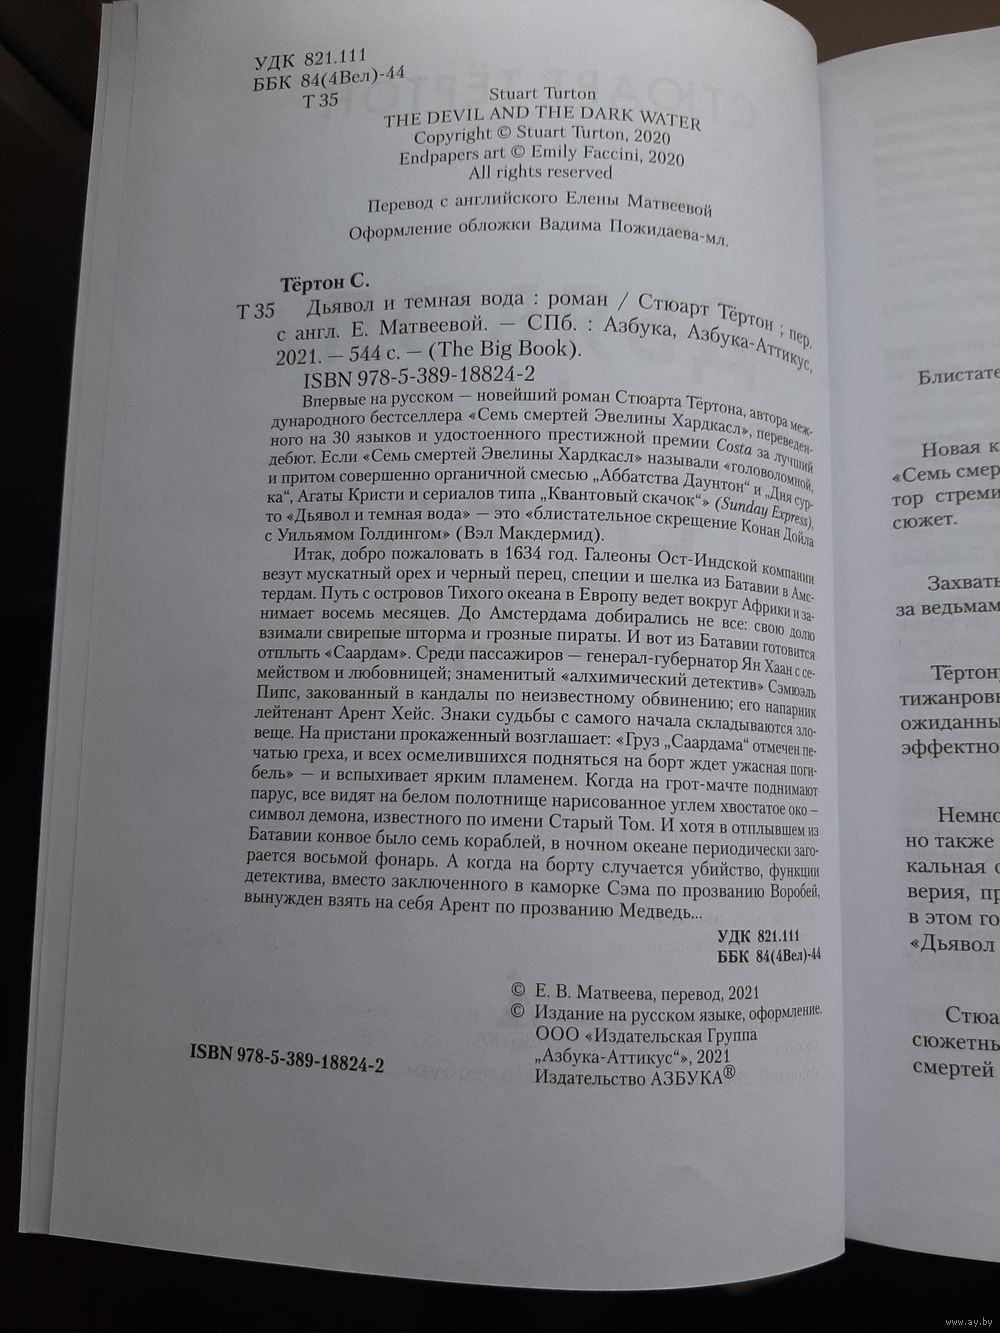 УДК 821.111
ББК 84(4Вел)-44
Т 35
Stuart Turton
THE DEVIL AND THE DARK WATER
Copyright © Stuart Turton, 2020
Endpapers art © Emily Faccini, 2020
All rights reserved
Перевод с английского Елены Матвеевой
Оформление обложки Вадима Пожидаева-мл.
Тёртон С.
Т 35 Дьявол и темная вода : роман / Стюарт Тёртон ; пер.
с англ. Е. Матвеевой. — СПб. : Азбука, Азбука-Аттикус,
2021. — 544 с. — (The Big Book).
ISBN 978-5-389-18824-2
Впервые на русском — новейший роман Стюарта Тёртона, автора меж-
дународного бестселлера «Семь смертей Эвелины Хардкасл», переведен-
ного на 30 языков и удостоенного престижной премии Costa за лучший
дебют. Если «Семь смертей Эвелины Хардкасл» называли «головоломной,
и притом совершенно органичной смесью „Аббатства Даунтон“ и „Дня сур-
ка“, Агаты Кристи и сериалов типа „Квантовый скачок“» (Sunday Express),
то «Дьявол и темная вода» — это «блистательное скрещение Конан Дойла
с Уильямом Голдингом» (Вэл Макдермид).
Итак, добро пожаловать в 1634 год. Галеоны Ост-Индской компании
везут мускатный орех и черный перец, специи и шелка из Батавии в Амс-
тердам. Путь с островов Тихого океана в Европу ведет вокруг Африки и за-
нимает восемь месяцев. До Амстердама добирались не все: свою долю
взимали свирепые шторма и грозные пираты. И вот из Батавии готовится
отплыть «Саардам». Среди пассажиров — генерал-губернатор Ян Хаан с се-
мейством и любовницей; знаменитый «алхимический детектив» Сэмюэль
Пипс, закованный в кандалы по неизвестному обвинению; его напарник
лейтенант Арент Хейс. Знаки судьбы с самого начала складываются зло-
веще. На пристани прокаженный возглашает: «Груз „Саардама“ отмечен пе-
чатью греха, и всех осмелившихся подняться на борт ждет ужасная поги-
бель» — и вспыхивает ярким пламенем. Когда на грот-мачте поднимают
парус, все видят на белом полотнище нарисованное углем хвостатое око –
символ демона, известного по имени Старый Том. И хотя в отплывшем из
Батавии конвое было семь кораблей, в ночном океане периодически заго-
рается восьмой фонарь. А когда на борту случается убийство, функции
детектива, вместо заключенного в каморке Сэма по прозванию Воробей,
вынужден взять на себя Арент по прозванию Медведь...
УДК 821.111
ББК 84(4Вел)-44
© Е. В. Матвеева, перевод, 2021
© Издание на русском языке, оформление.
ООО «Издательская Группа
„Азбука-Аттикус“», 2021
Издательство АЗБУКА®
ISBN 978-5-389-18824-2
Блистате
Новая к
«Семь смер
тор стреми
сюжет.
Захвать
за ведьмам
Тёртон
тижанровы
ожиданны
эффектно
Немно
но также
кальная
верия, пр
в этом го
«Дьявол
Стюа
сюжетны
смертей
www.ay.by